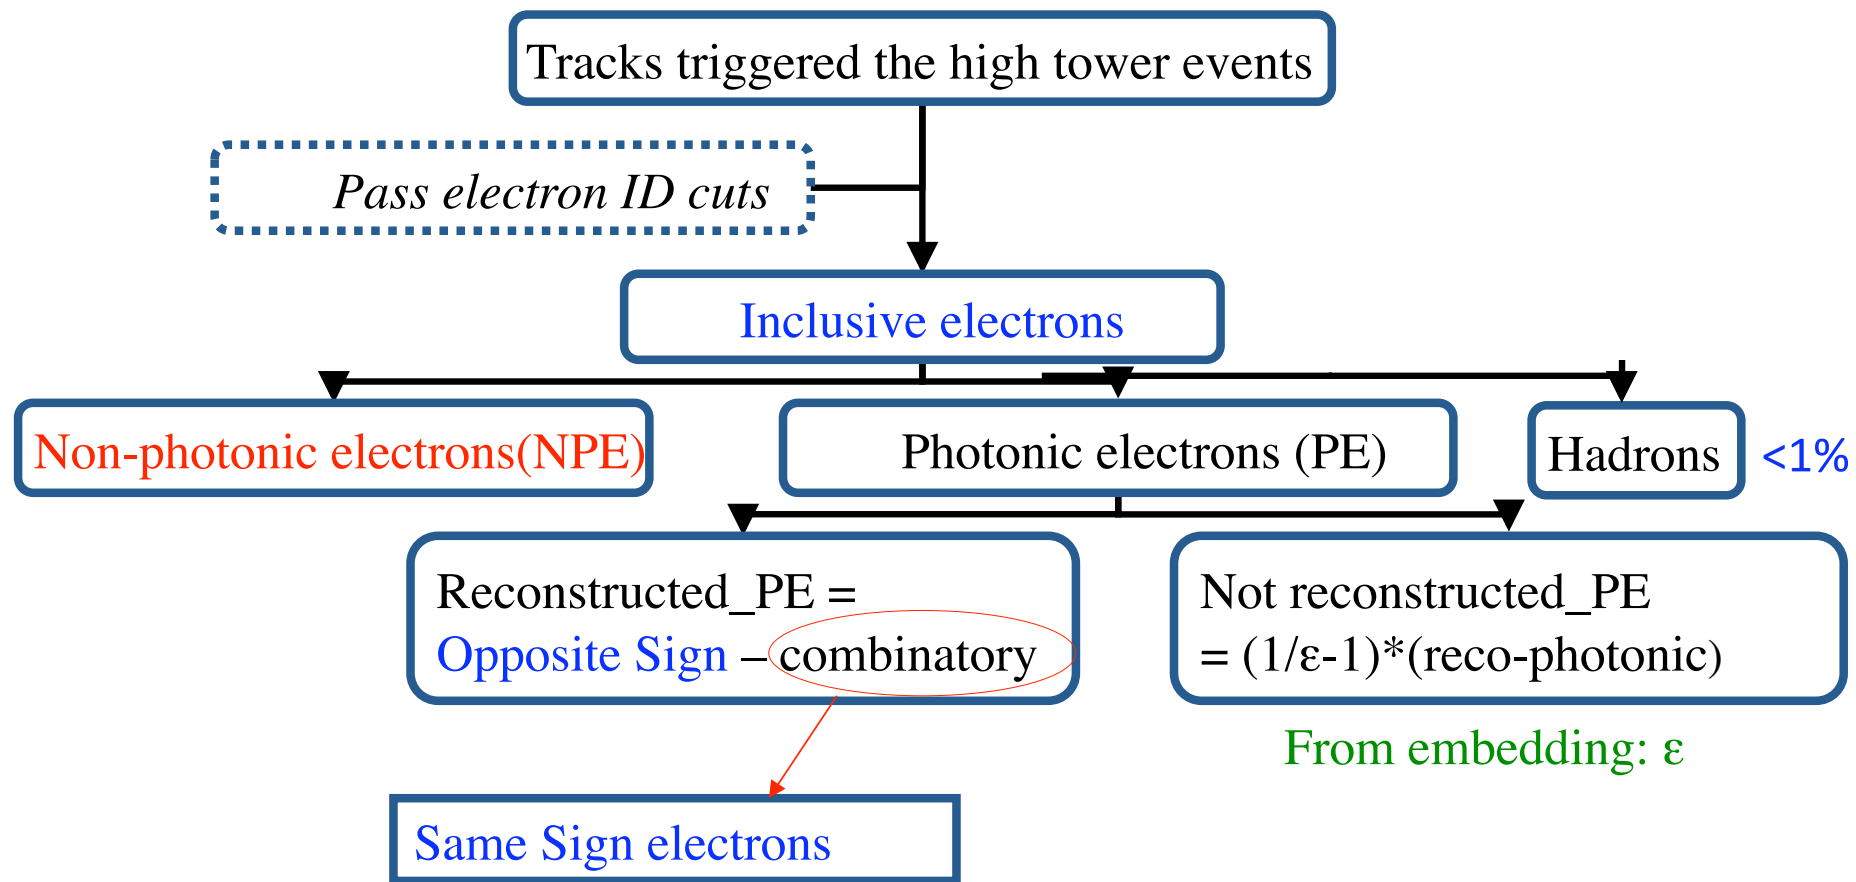 Tracks triggered the high tower events
Pass electron ID cuts
Inclusive electrons
Non-photonic electrons(NPE)
Photonic electrons (PE)
Hadrons
<1%
Reconstructed_PE =
Opposite Sign – combinatory
Not reconstructed_PE
= (1/ε-1)*(reco-photonic)
From embedding: ε
Same Sign electrons